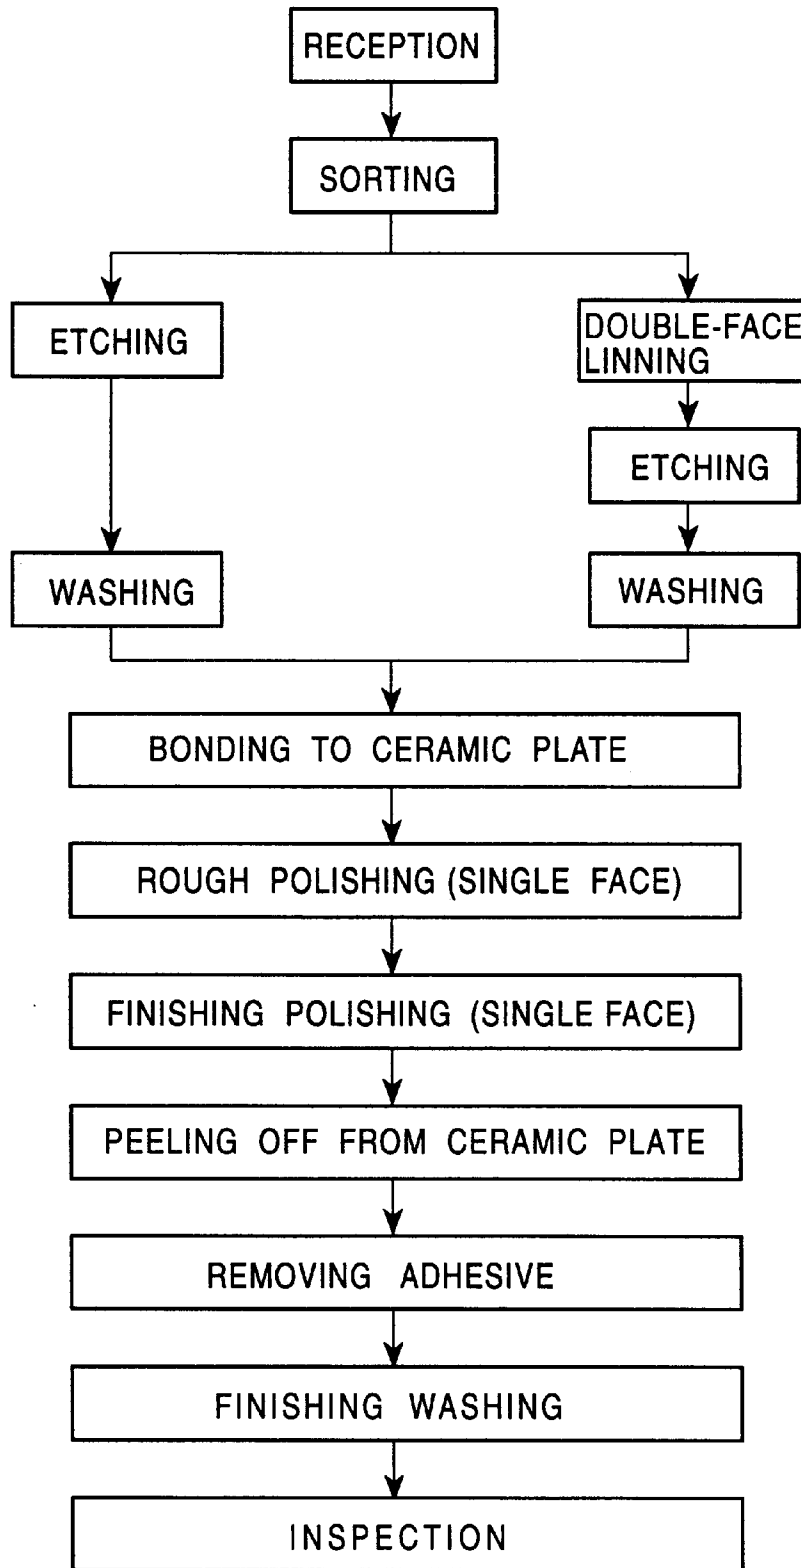 RECEPTION
SORTING
ETCHING
DOUBLE-FACE
LINNING
ETCHING
WASHING
WASHING
BONDING TO CERAMIC PLATE
ROUGH POLISHING (SINGLE FACE)
FINISHING POLISHING (SINGLE FACE)
PEELING OFF FROM CERAMIC PLATE
REMOVING ADHESIVE
FINISHING WASHING
INSPECTION